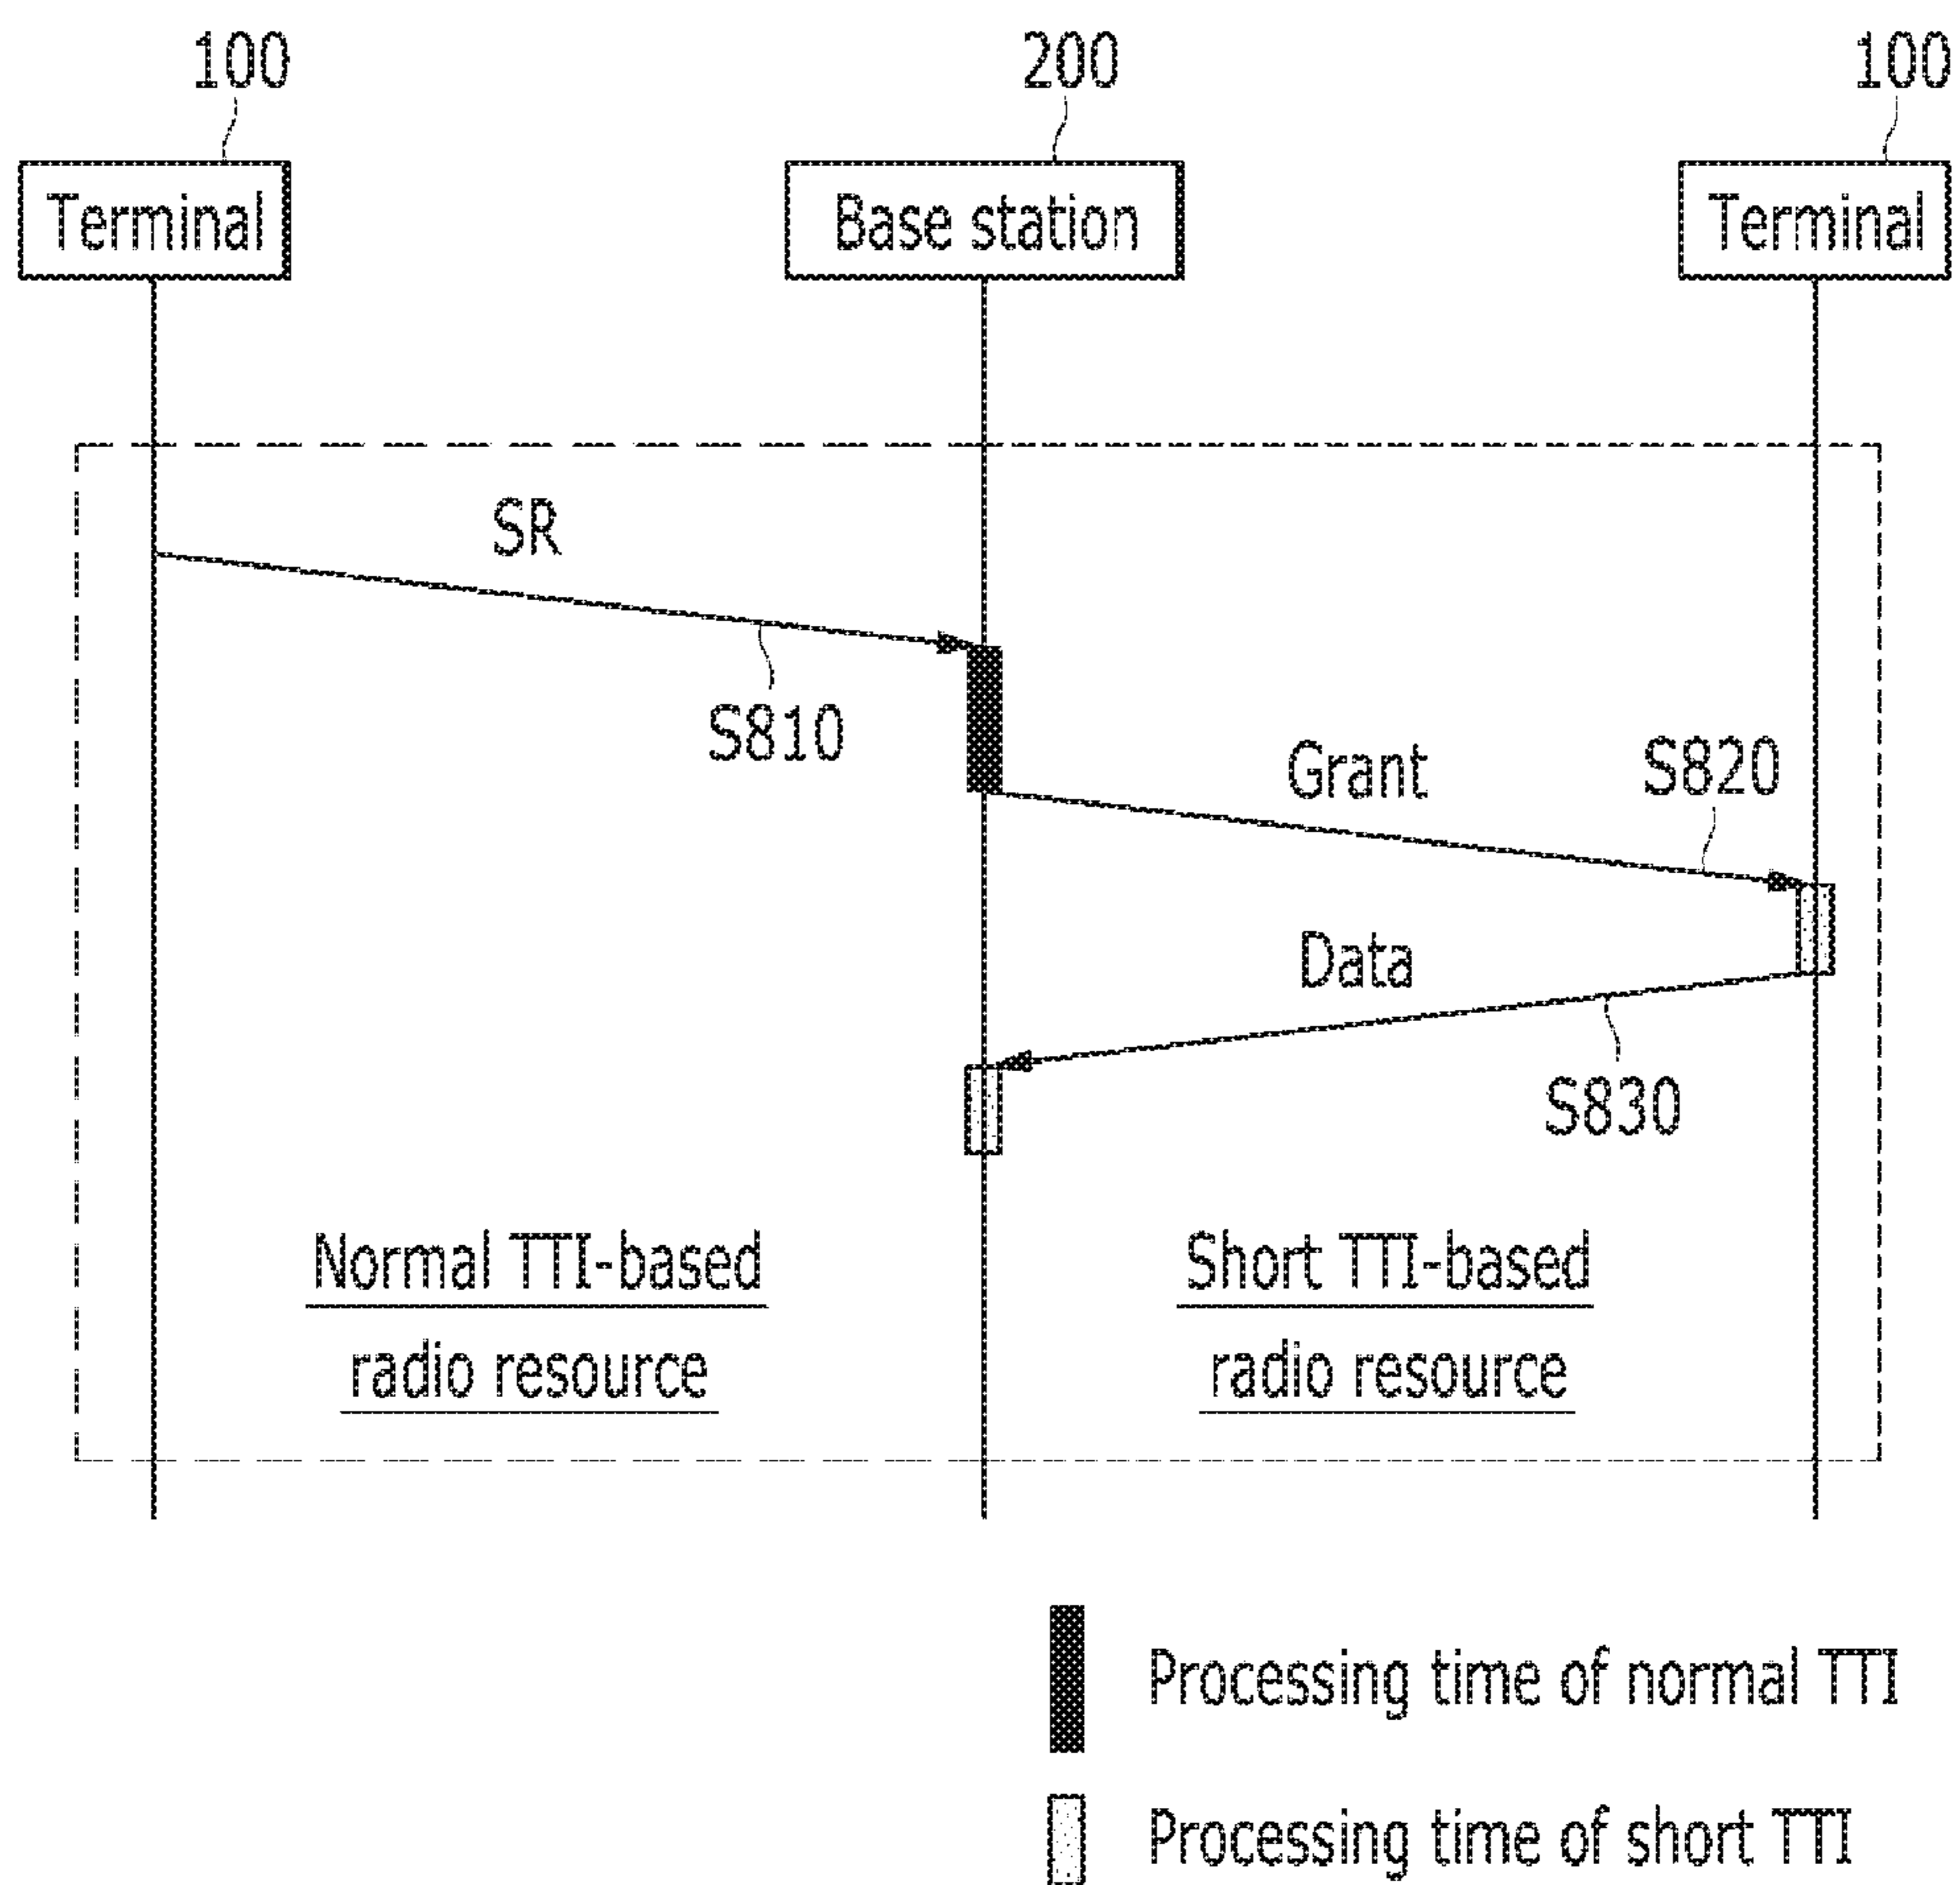 100
200
100
Terminal
Base station
Terminal
SR
S810
Grant
S820
Data
S830
Normal TTI-based
radio resource
Short TTI-based
radio resource
Processing time of normal TTI
Processing time of short TTI